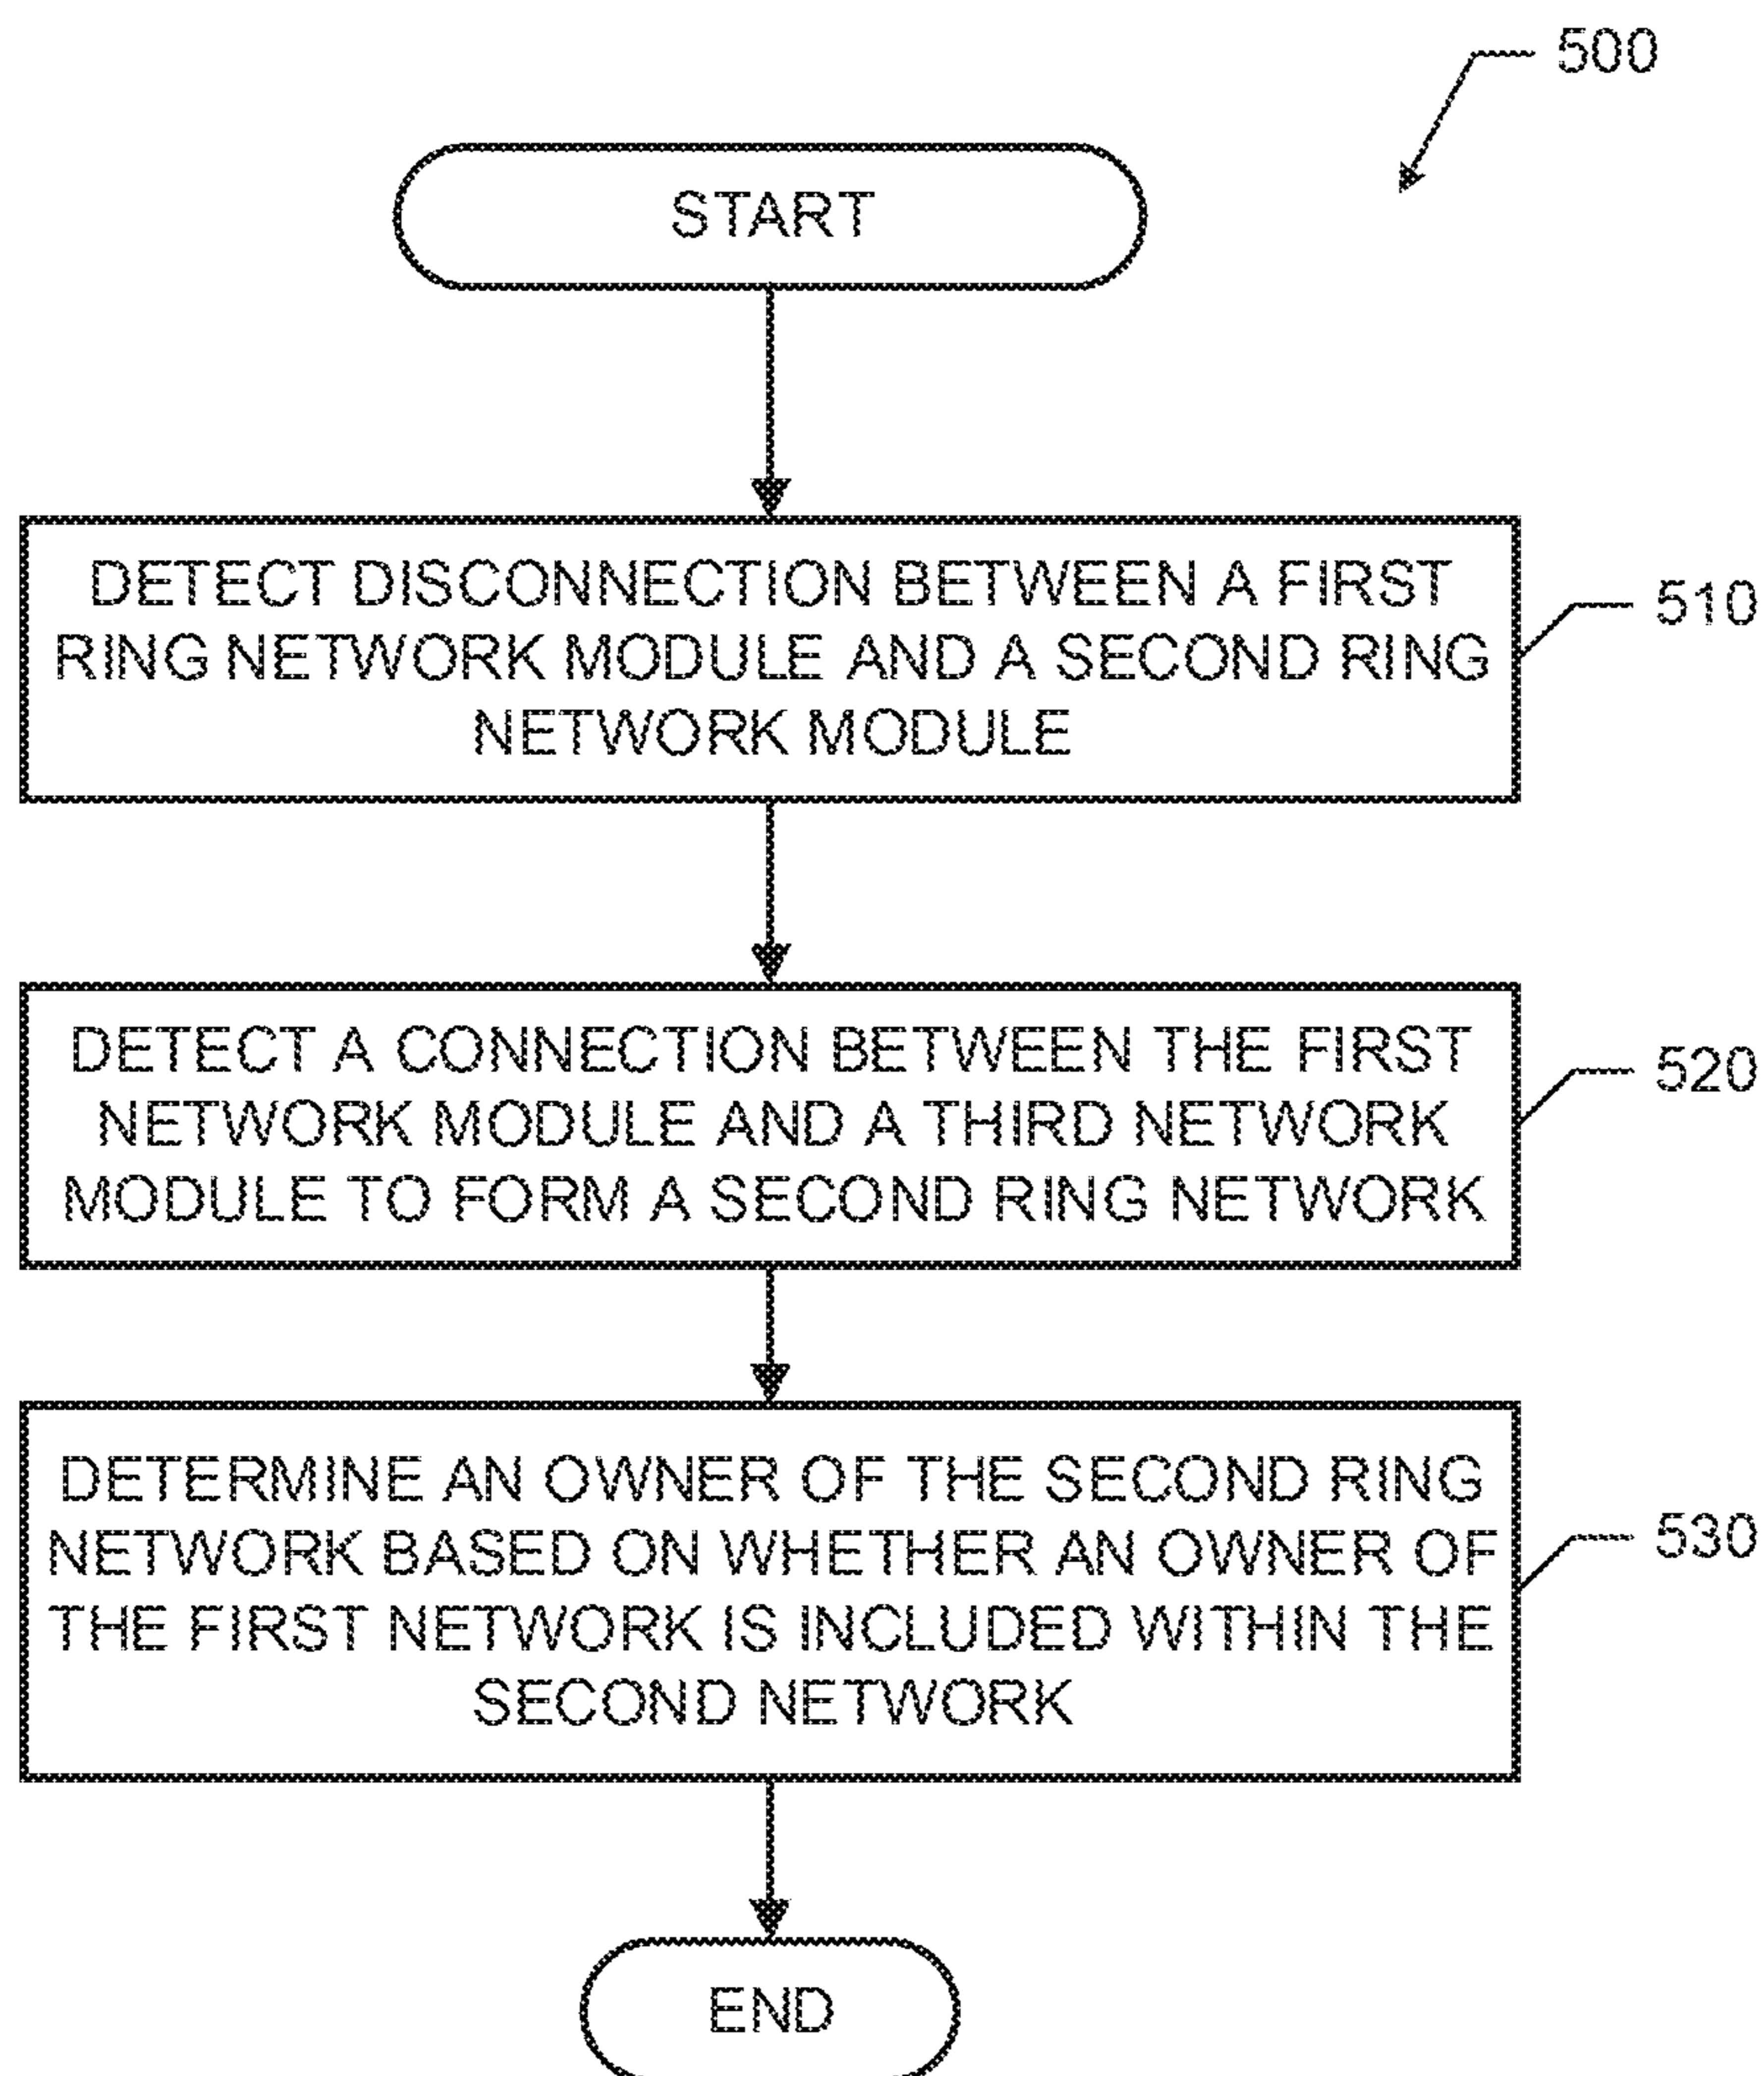 500
START
DETECT DISCONNECTION BETWEEN A FIRST
RING NETWORK MODULE AND A SECOND RING
NETWORK MODULE
510
DETECT A CONNECTION BETWEEN THE FIRST
NETWORK MODULE AND A THIRD NETWORK
MODULE TO FORM A SECOND RING NETWORK
520
DETERMINE AN OWNER OF THE SECOND RING
NETWORK BASED ON WHETHER AN OWNER OF
THE FIRST NETWORK IS INCLUDED WITHIN THE
SECOND NETWORK
530
END